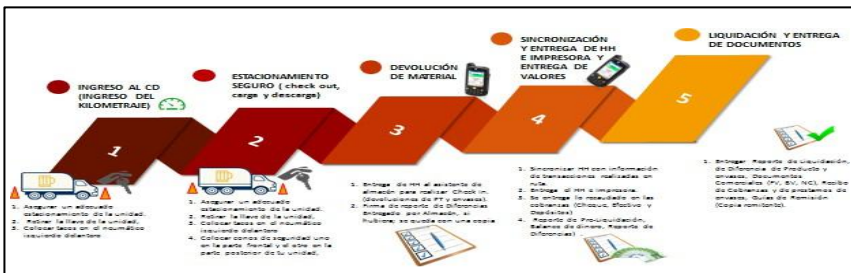 INGRESO AL CD
(INGRESO DEL
KILOMETRAJE)
1
1. Asegurar un adecuado
estacionamiento de la unidad.
2. Retirar la llave de la unidad,
3. Colocar tacos en el neumático
izquierdo delantero
ESTACIONAMIENTO
SEGURO ( check out,
carga y descarga)
2
1. Asegurar un adecuado
estacionamiento de la unidad.
2. Retirar la llave de la unidad,
3. Colocar tacos en el neumático
izquierdo delantero
4. Colocar conos de seguridad uno
en la parte frontal y el otro en la
parte posterior de tu unidad,
DEVOLUCIÓN
DE MATERIAL
3
1. Entrega de HH al asistente de
almacén para realizar Check in.
(devoluciones de PT y envases).
2. Firma de reporte de Diferencias
Entregado por Almacén, si
hubiera; se queda con una copia
SINCRONIZACIÓN
Y ENTREGA DE HH
E IMPRESORA Y
ENTREGA DE
VALORES
4
1. Sincronizar HH con información
de transacciones realizadas en
ruta.
2. Entrega el HH e impresora.
3. Se entrega lo recaudado en las
cobranzas (Cheque, Efectivo y
Depósitos)
4. Reporte de Pre-Liquidación,
Balance de dinero, Reporte de
Diferencias)
LIQUIDACIÓN Y ENTREGA
DE DOCUMENTOS
5
1. Entregar Reporte de Liquidación,
de Diferencia de Producto y
envases, Documentos
Comerciales (FV, BV, NC), Recibo
de Cobranzas y de prestamos de
envases, Guías de Remisión
(Copia remitente).